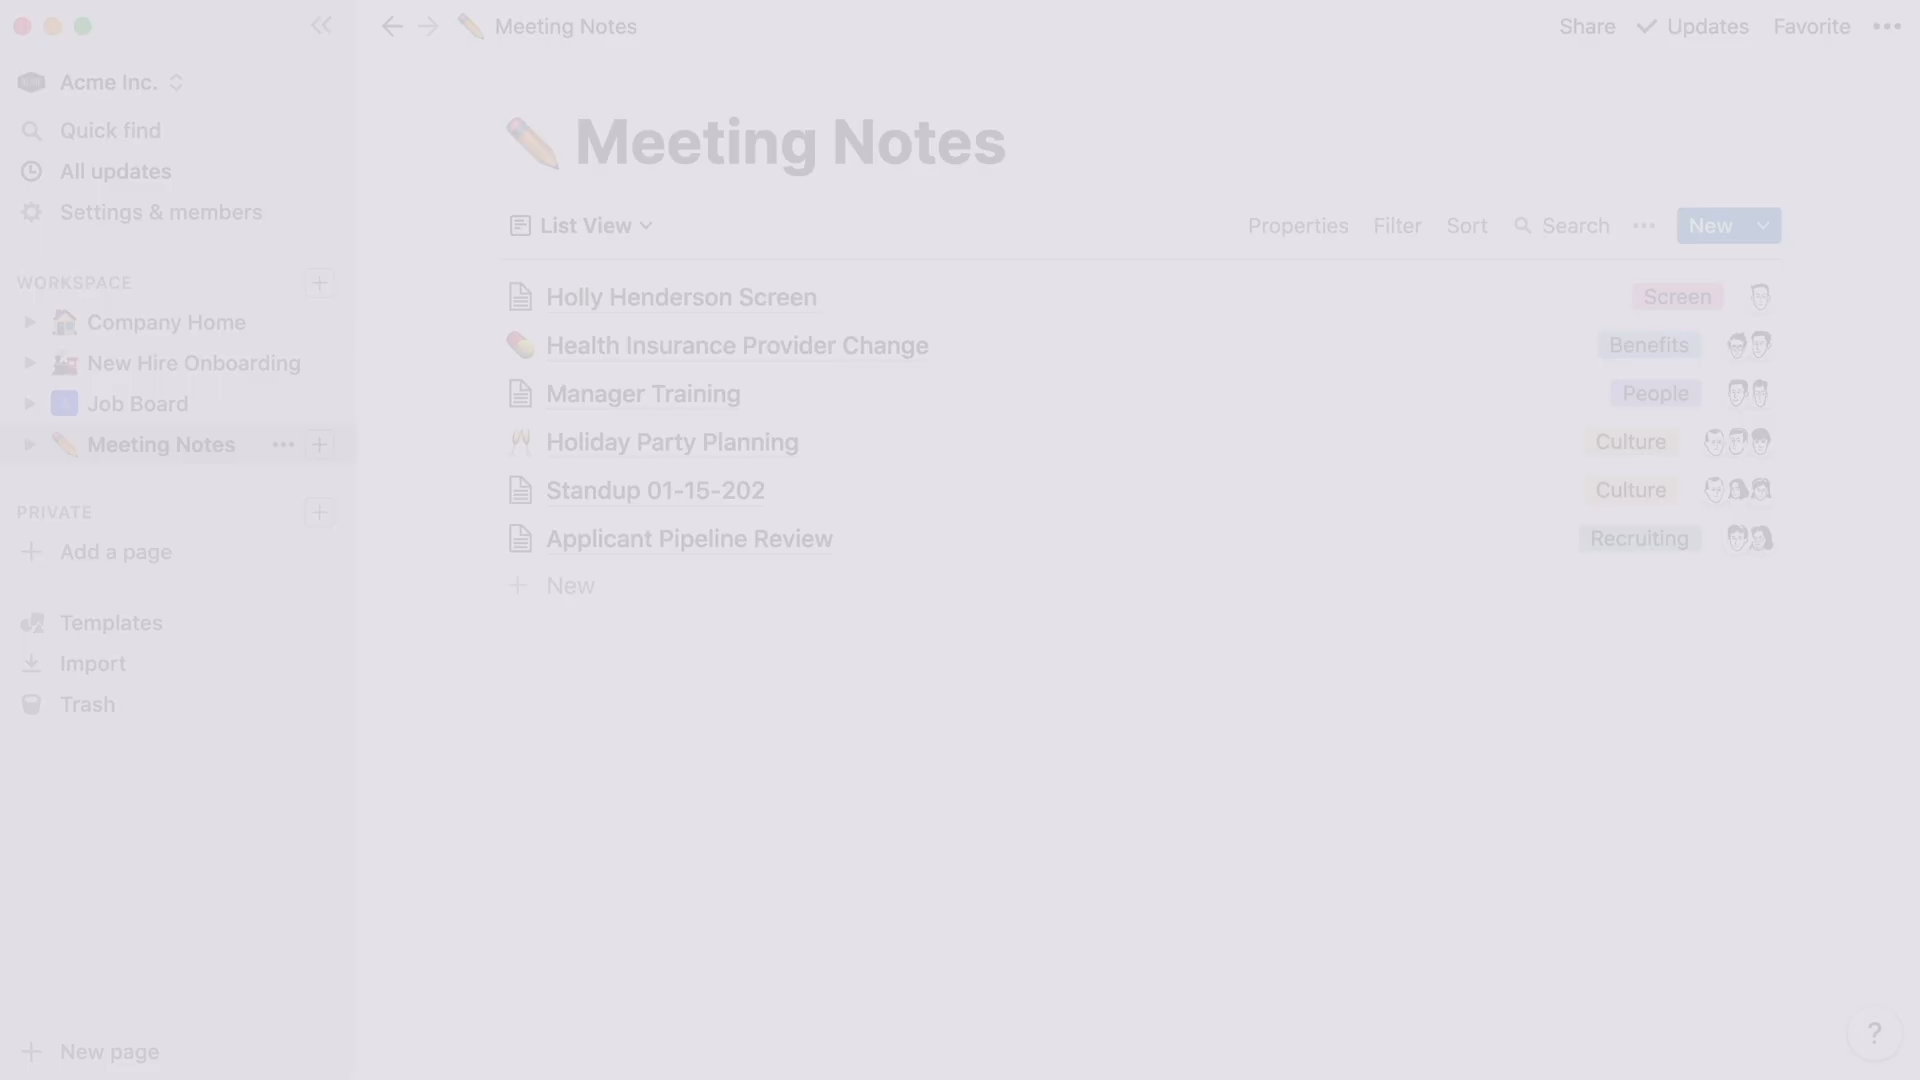 Meeting Notes
Share
Updates
Favorite
Acme Inc.
Quick find
All updates
Settings & members
WORKSPACE
Company Home
New Hire Onboarding
Job Board
Meeting Notes
PRIVATE
Add a page
Templates
Import
Trash
New page
Meeting Notes
List View
Properties
Filter
Sort
Search
New
Holly Henderson Screen
Screen
Health Insurance Provider Change
Benefits
Manager Training
People
Holiday Party Planning
Culture
Standup 01-15-202
Culture
Applicant Pipeline Review
Recruiting
New
?